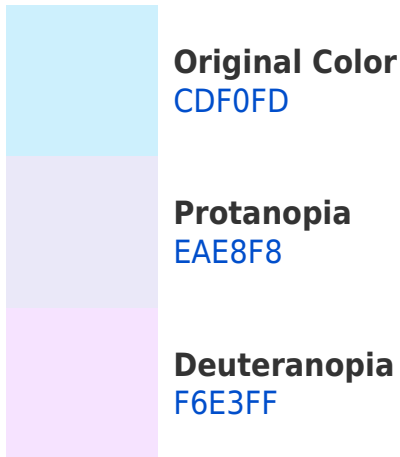 Original Color
CDF0FD
Protanopia
EAE8F8
Deuteranopia
F6E3FF